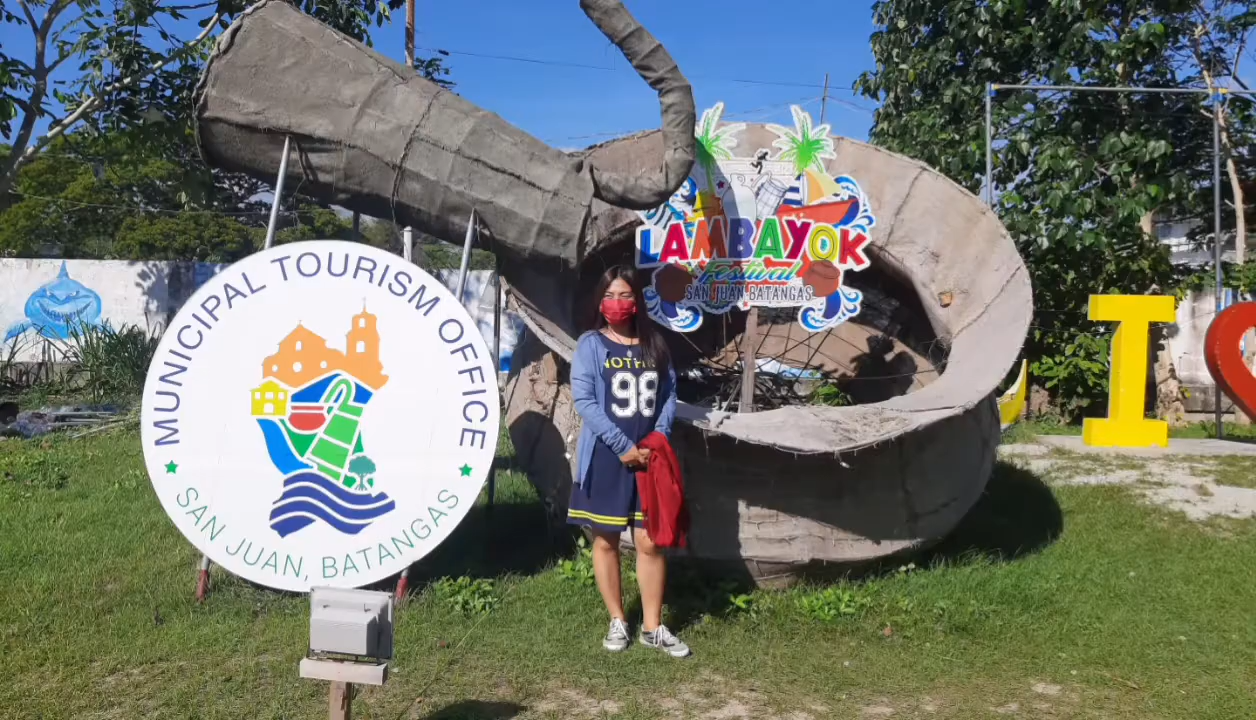 MUNICIPAL TOURISM OFFICE
SAN JUAN, BATANGAS
LAMBAYOK
Festival
SAN JUAN BATANGAS
98
I